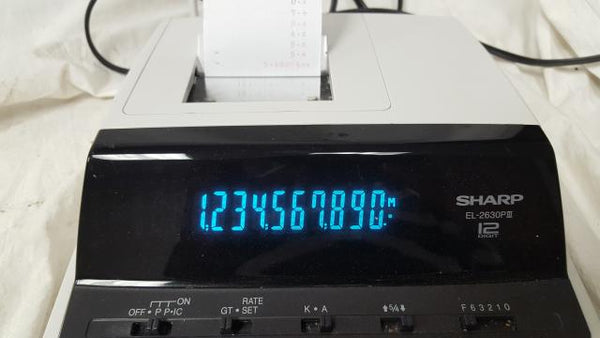 1,234,567,890. M
SHARP
EL-2630PIII
12
DIGIT
ON RATE
OFF • P P•IC GT • SET K • A ⬆5/4⬇ F 6 3 2 1 0